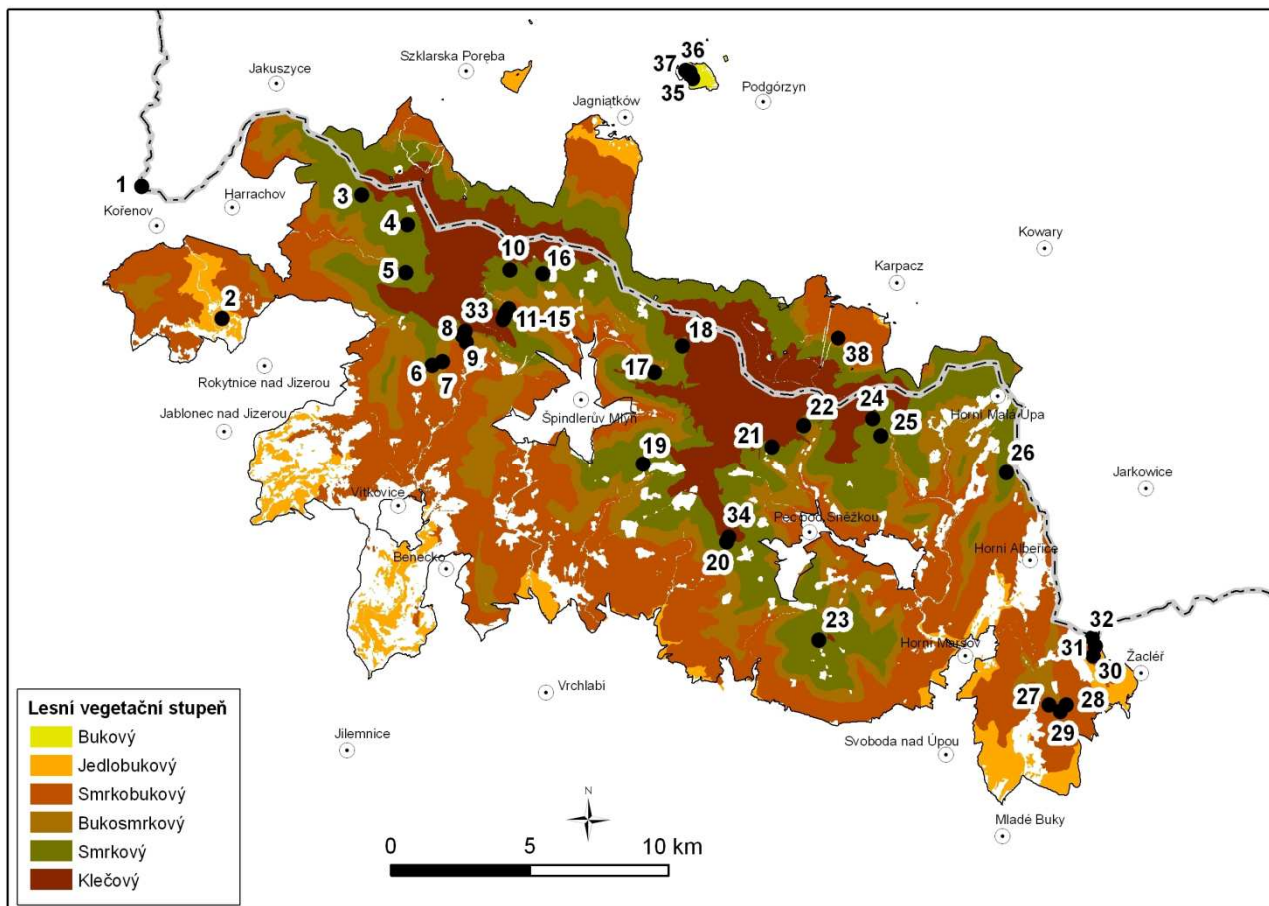 Szklarska Poręba
36
Jakuszyce
37
35
Podgórzyn
Jagniątków
1
3
Harrachov
Kořenov
4
Kowary
10
16
5
Karpacz
2
33
8
11-15
18
38
9
6
7
17
Rokytnice nad Jizerou
Horní Malá Úpa
Jablonec nad Jizerou
Špindlerův Mlýn
22
24
25
21
19
26
Jarkowice
Vítkovice
34
Pec pod Sněžkou
20
Horní Albeřice
Benecko
23
32
31
30
Horní Maršov
Žacléř
Vrchlabí
27
28
29
Lesní vegetační stupeň
Bukový
Jedlobukový
Smrkobukový
Bukosmrkový
Smrkový
Klečový
Jilemnice
Svoboda nad Úpou
N
0
5
10 km
Mladé Buky